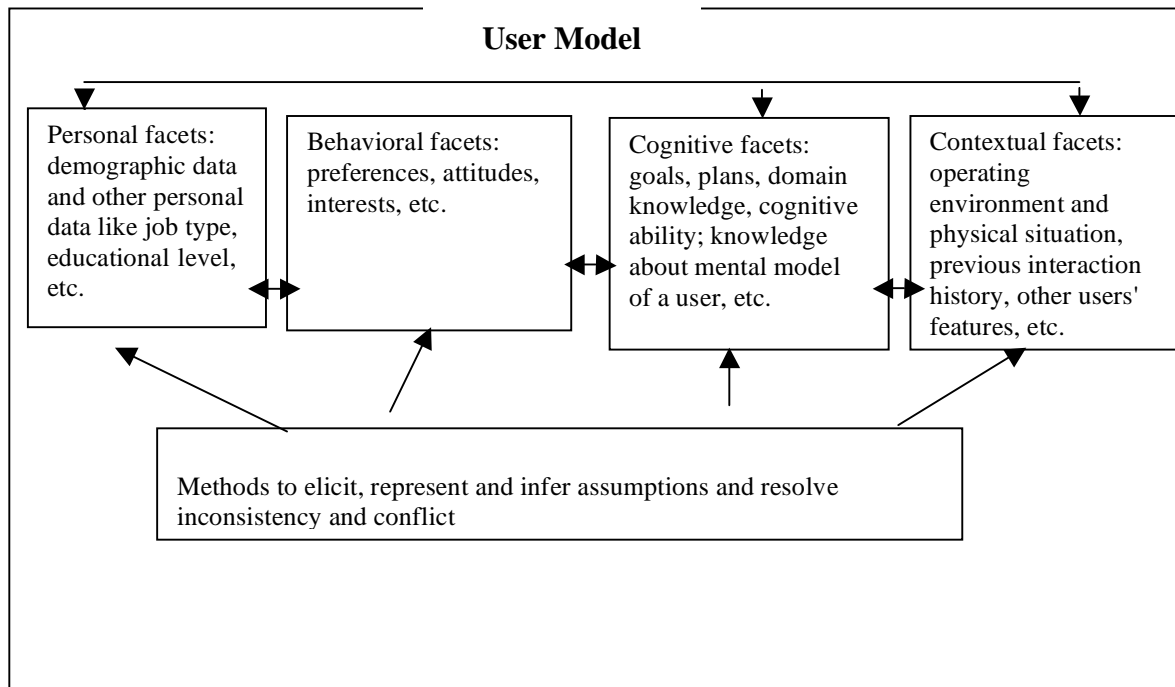 User Model
Personal facets:
demographic data
and other personal
data like job type,
educational level,
etc.
Behavioral facets:
preferences, attitudes,
interests, etc.
Cognitive facets:
goals, plans, domain
knowledge, cognitive
ability; knowledge
about mental model
of a user, etc.
Contextual facets:
operating
environment and
physical situation,
previous interaction
history, other users'
features, etc.
Methods to elicit, represent and infer assumptions and resolve
inconsistency and conflict